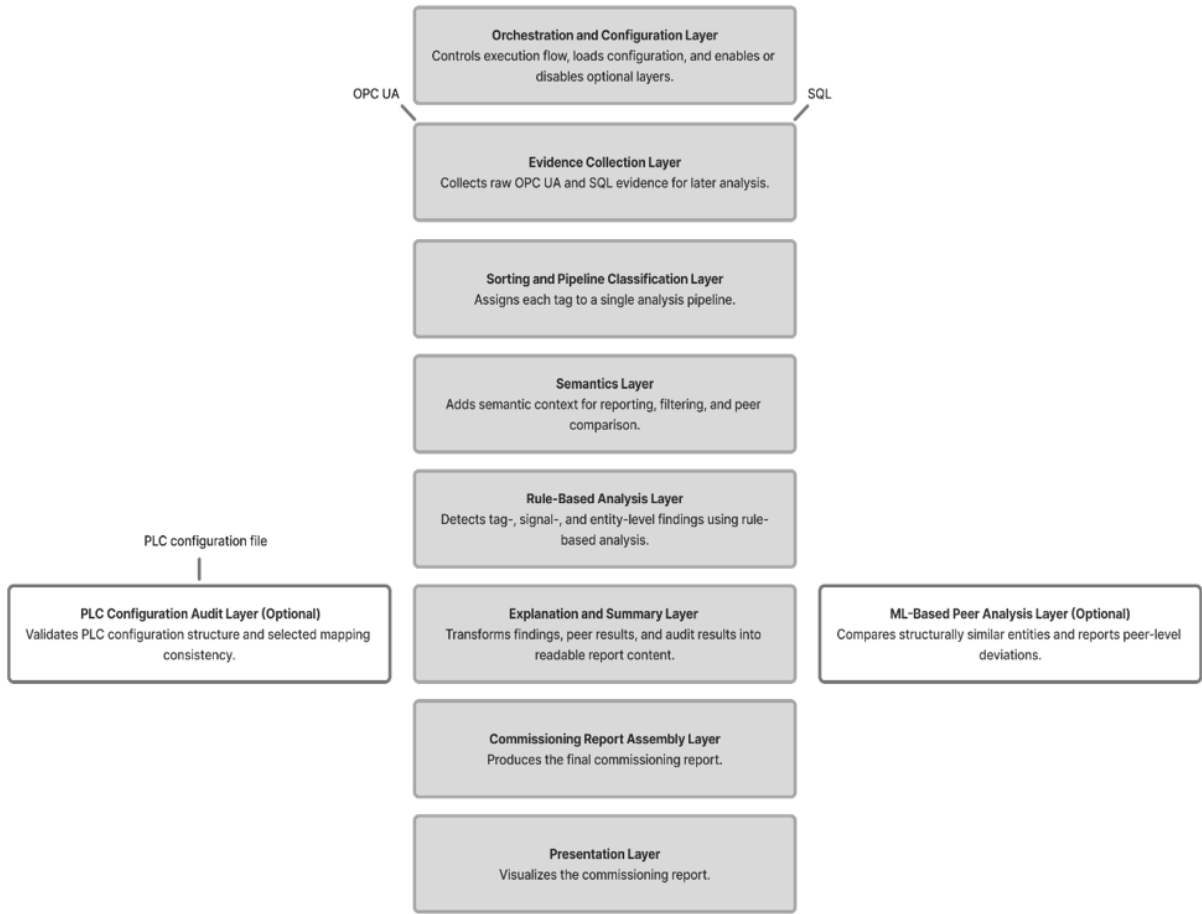 Orchestration and Configuration Layer
Controls execution flow, loads configuration, and enables or
disables optional layers.
OPC UA
SQL
Evidence Collection Layer
Collects raw OPC UA and SQL evidence for later analysis.
Sorting and Pipeline Classification Layer
Assigns each tag to a single analysis pipeline.
Semantics Layer
Adds semantic context for reporting, filtering, and peer
comparison.
Rule-Based Analysis Layer
Detects tag-, signal-, and entity-level findings using rule-
based analysis.
PLC configuration file
PLC Configuration Audit Layer (Optional)
Validates PLC configuration structure and selected mapping
consistency.
Explanation and Summary Layer
Transforms findings, peer results, and audit results into
readable report content.
ML-Based Peer Analysis Layer (Optional)
Compares structurally similar entities and reports peer-level
deviations.
Commissioning Report Assembly Layer
Produces the final commissioning report.
Presentation Layer
Visualizes the commissioning report.